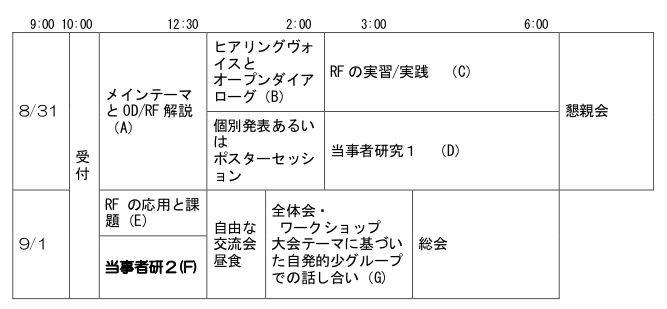 9:00 10:00 12:30 2:00 3:00 6:00
8/31
受
付
メインテーマ
と OD/RF 解説
（A）
ヒアリングヴォ
イスと
オープンダイア
ローグ（B）
RFの実習/実践 （C）
個別発表あるい
は
ポスターセッシ
ョン
当事者研究１ （D）
懇親会
9/1
RF の応用と課
題（E）
当事者研２(F)
自由な
交流会
昼食
全体会・
ワークショップ
大会テーマに基づい
た自発的少グループ
での話し合い（G）
総会